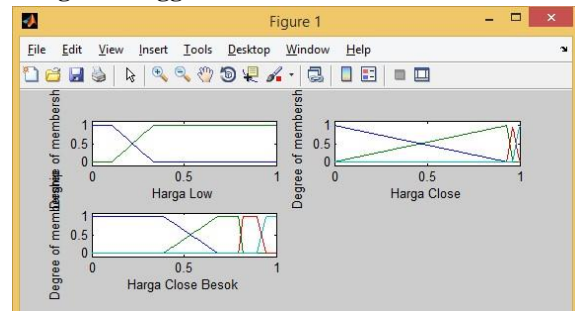 Figure 1
File Edit View Insert Tools Desktop Window Help
Degree of membersh
1
0.5
0
0 0.5 1
Harga Low
Degree of membersh
1
0.5
0
0 0.5 1
Harga Close
Degree of membership
1
0.5
0
0 0.5 1
Harga Close Besok